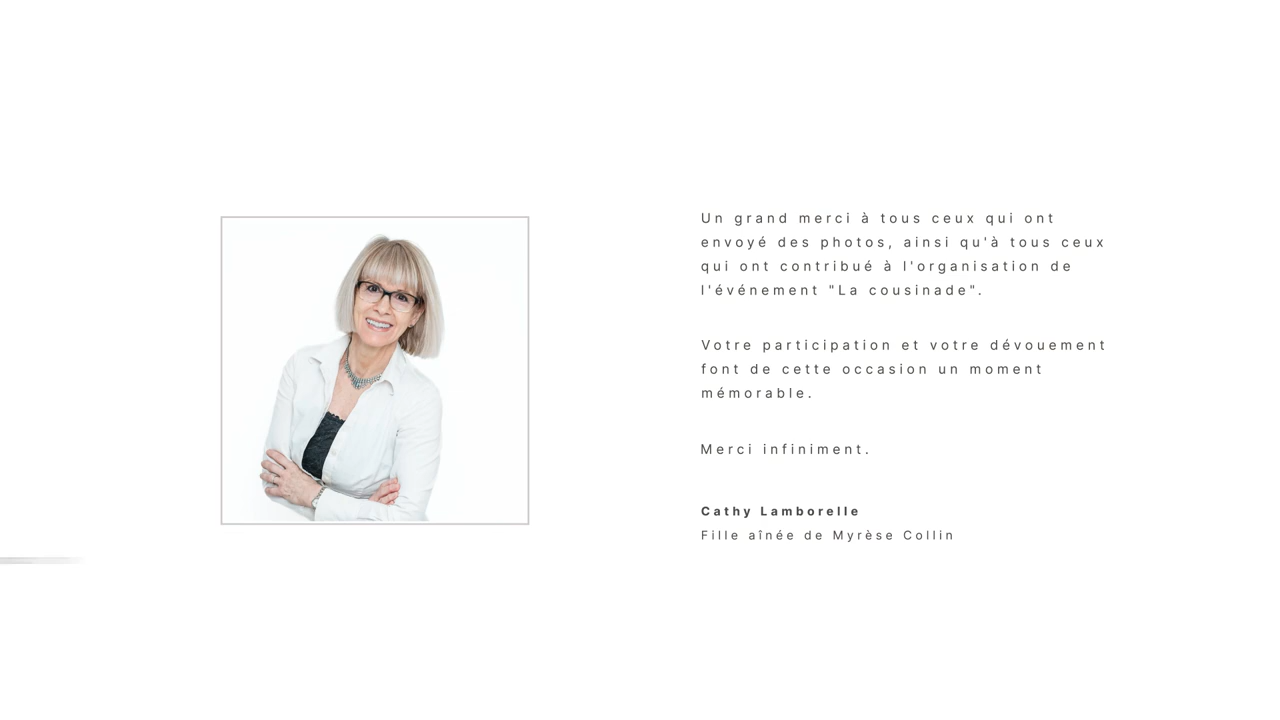 Un grand merci à tous ceux qui ont
envoyé des photos, ainsi qu'à tous ceux
qui ont contribué à l'organisation de
l'événement "La cousinade".
Votre participation et votre dévouement
font de cette occasion un moment
mémorable.
Merci infiniment.
Cathy Lamborelle
Fille aînée de Myrèse Collin